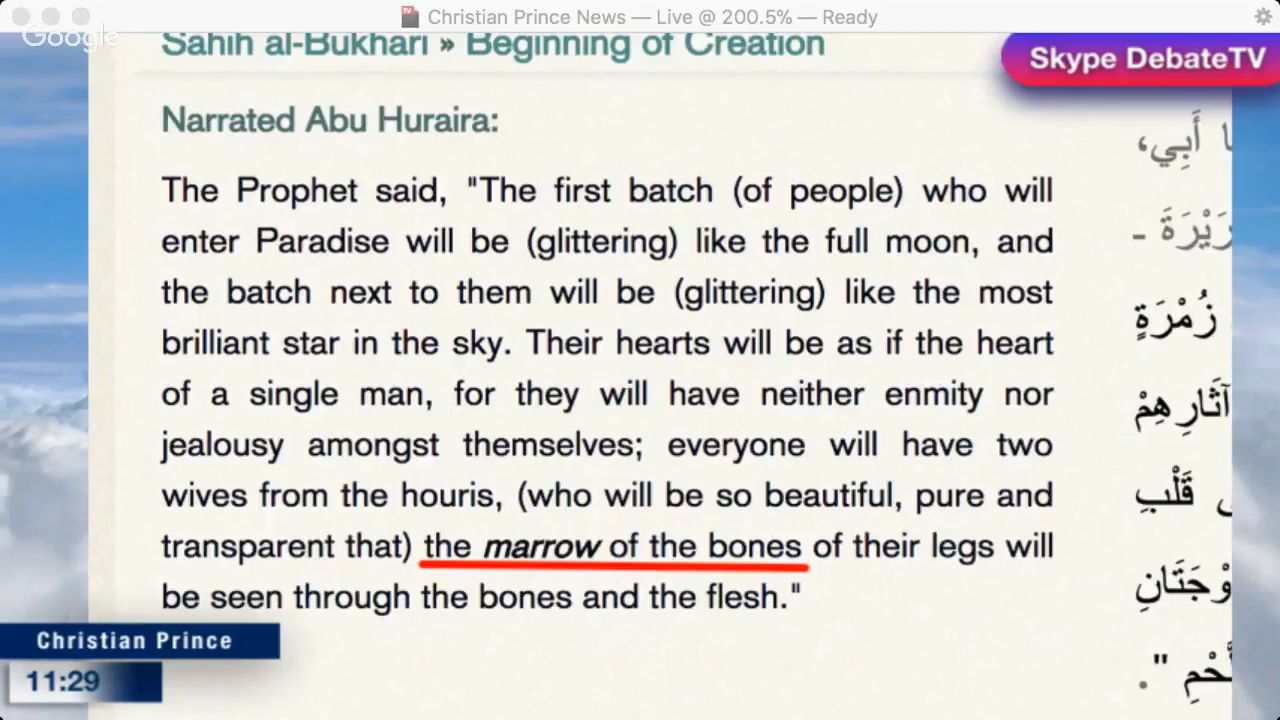 Christian Prince News — Live @ 200.5% — Ready
Google
Sahih al-Bukhari » Beginning of Creation
Skype DebateTV
Narrated Abu Huraira:
The Prophet said, "The first batch (of people) who will
enter Paradise will be (glittering) like the full moon, and
the batch next to them will be (glittering) like the most
brilliant star in the sky. Their hearts will be as if the heart
of a single man, for they will have neither enmity nor
jealousy amongst themselves; everyone will have two
wives from the houris, (who will be so beautiful, pure and
transparent that) the marrow of the bones of their legs will
be seen through the bones and the flesh."
أَبِي،
زُمْرَةٍ
آثَارِهِمْ
قَلْبِ
Christian Prince
11:29